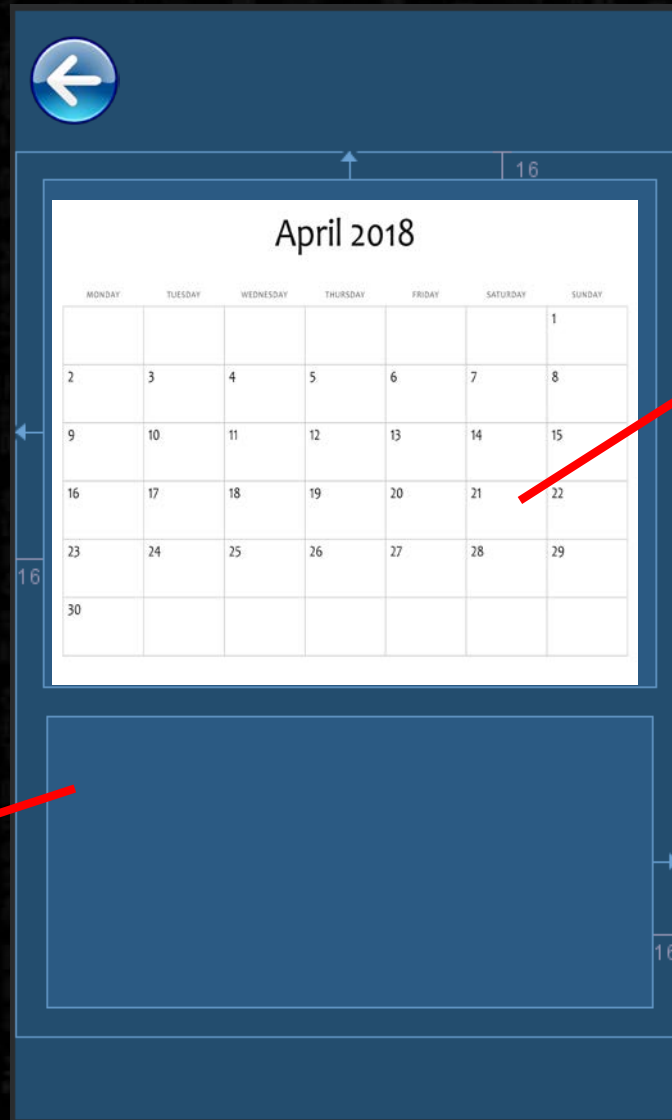 16
April 2018
MONDAY TUESDAY WEDNESDAY THURSDAY FRIDAY SATURDAY SUNDAY
1
2 3 4 5 6 7 8
9 10 11 12 13 14 15
16 17 18 19 20 21 22
23 24 25 26 27 28 29
16
30
16